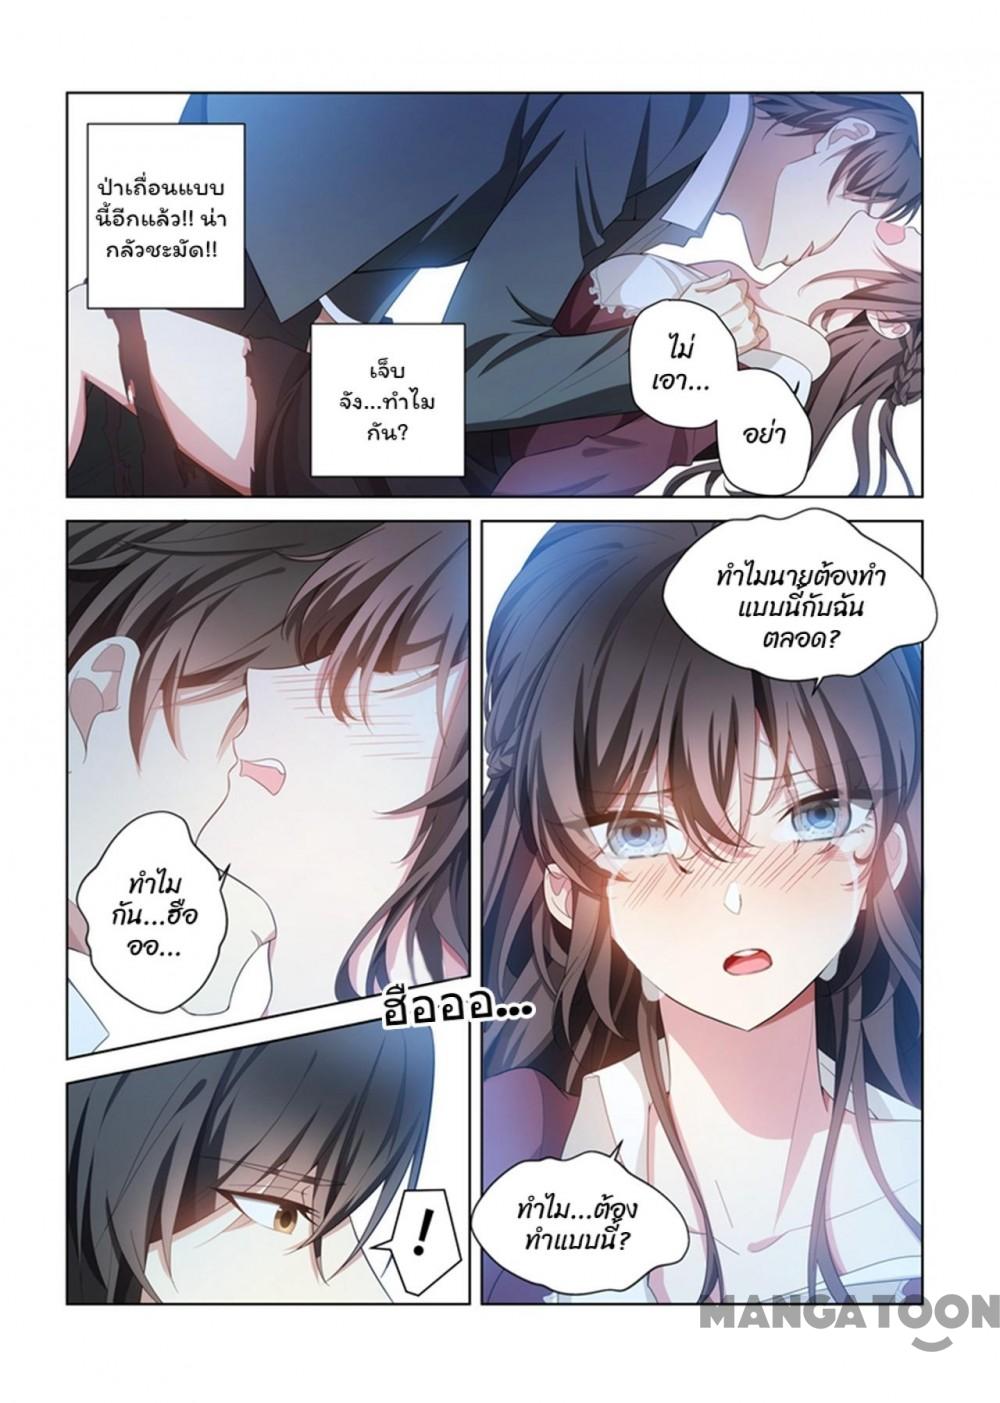 ป่าเถื่อนแบบ
นี้อีกแล้ว!! น่า
กลัวชะมัด!!
เจ็บ
จัง...ทำไม
กัน?
ไม่
เอา...
อย่า
ทำไม
กัน...ฮือ
ออ...
ทำไมนายต้องทำ
แบบนี้กับฉัน
ตลอด?
ฮือออ...
!
ทำไม...ต้อง
ทำแบบนี้?
MANGATOON